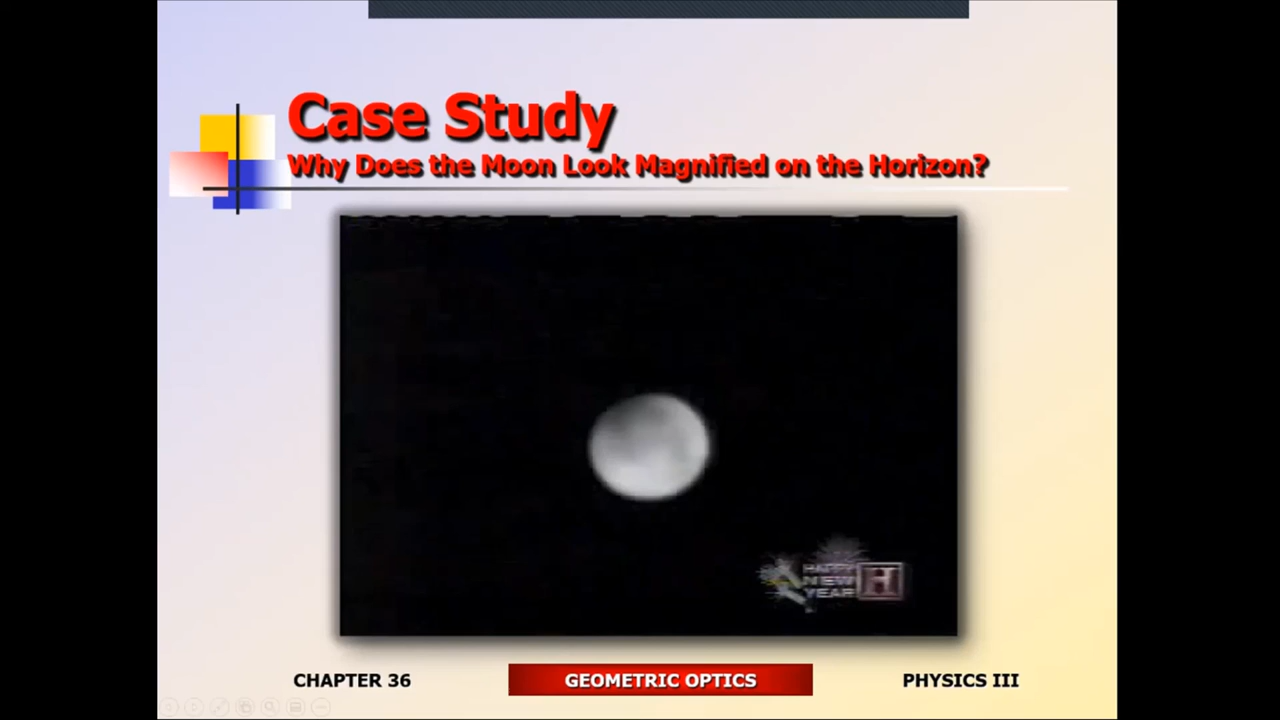 Case Study
Why Does the Moon Look Magnified on the Horizon?
HAPPY
NEW
YEAR
H
CHAPTER 36
GEOMETRIC OPTICS
PHYSICS III